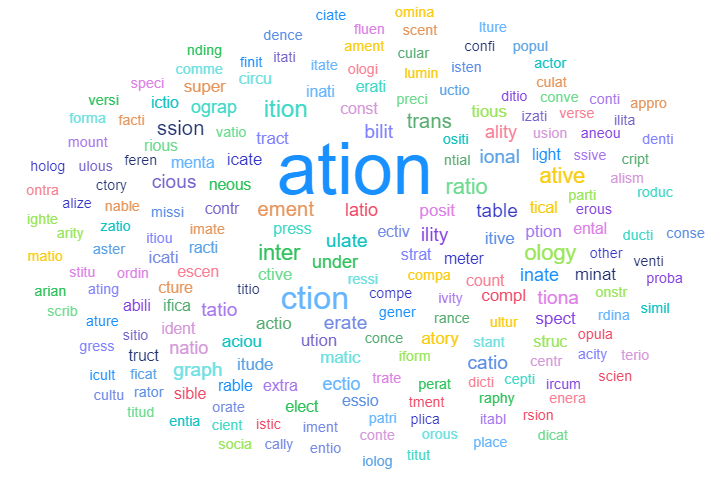 ciate omina
fluen scent lture
dence
nding ament cular confi popul
itati
comme finit itate ologi lumin isten actor
speci super circu inati erati uctio culat
versi ictio preci ditio conve conti appro
ograp ition const tious verse
forma facti ssion trans izati ilita
vatio bilit ality usion aneou denti
mount rious tract ositi
holog ulous feren menta icate ation ntial ional light ssive cript
ontra ctory cious neous ratio ative alism
alize nable contr parti roduc
ighte missi ement latio posit table tical erous
arity zatio imate press ectiv ility itive ption ental ducti conse
itiou racti ulate
matio aster icati inter under strat meter ology other venti
stitu ordin escen ctive ressi compa count inate minat proba
arian ating cture titio compe ivity compl tiona onstr
scrib abili ifica tatio ction gener rance spect rdina simil
ature sitio ident actio erate ultur
gress aciou ution conce atory stant struc opula
truct natio matic iform centr acity terio
icult ficat graph itude catio
cultu rator sible rable extra ectio trate perat dicti cepti ircum scien
titud orate elect essio tment raphy enera
entia cient istic iment patri plica itabl rsion
socia cally entio conte orous place dicat
iolog titut